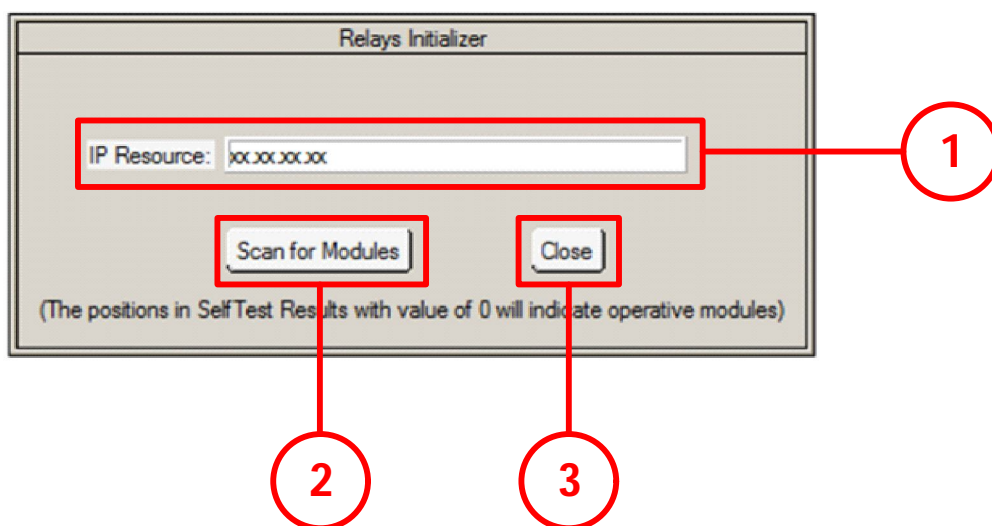 Relays Initializer
IP Resource: xx.xx.xx.xx
1
Scan for Modules Close
(The positions in SelfTest Results with value of 0 will indicate operative modules)
2 3